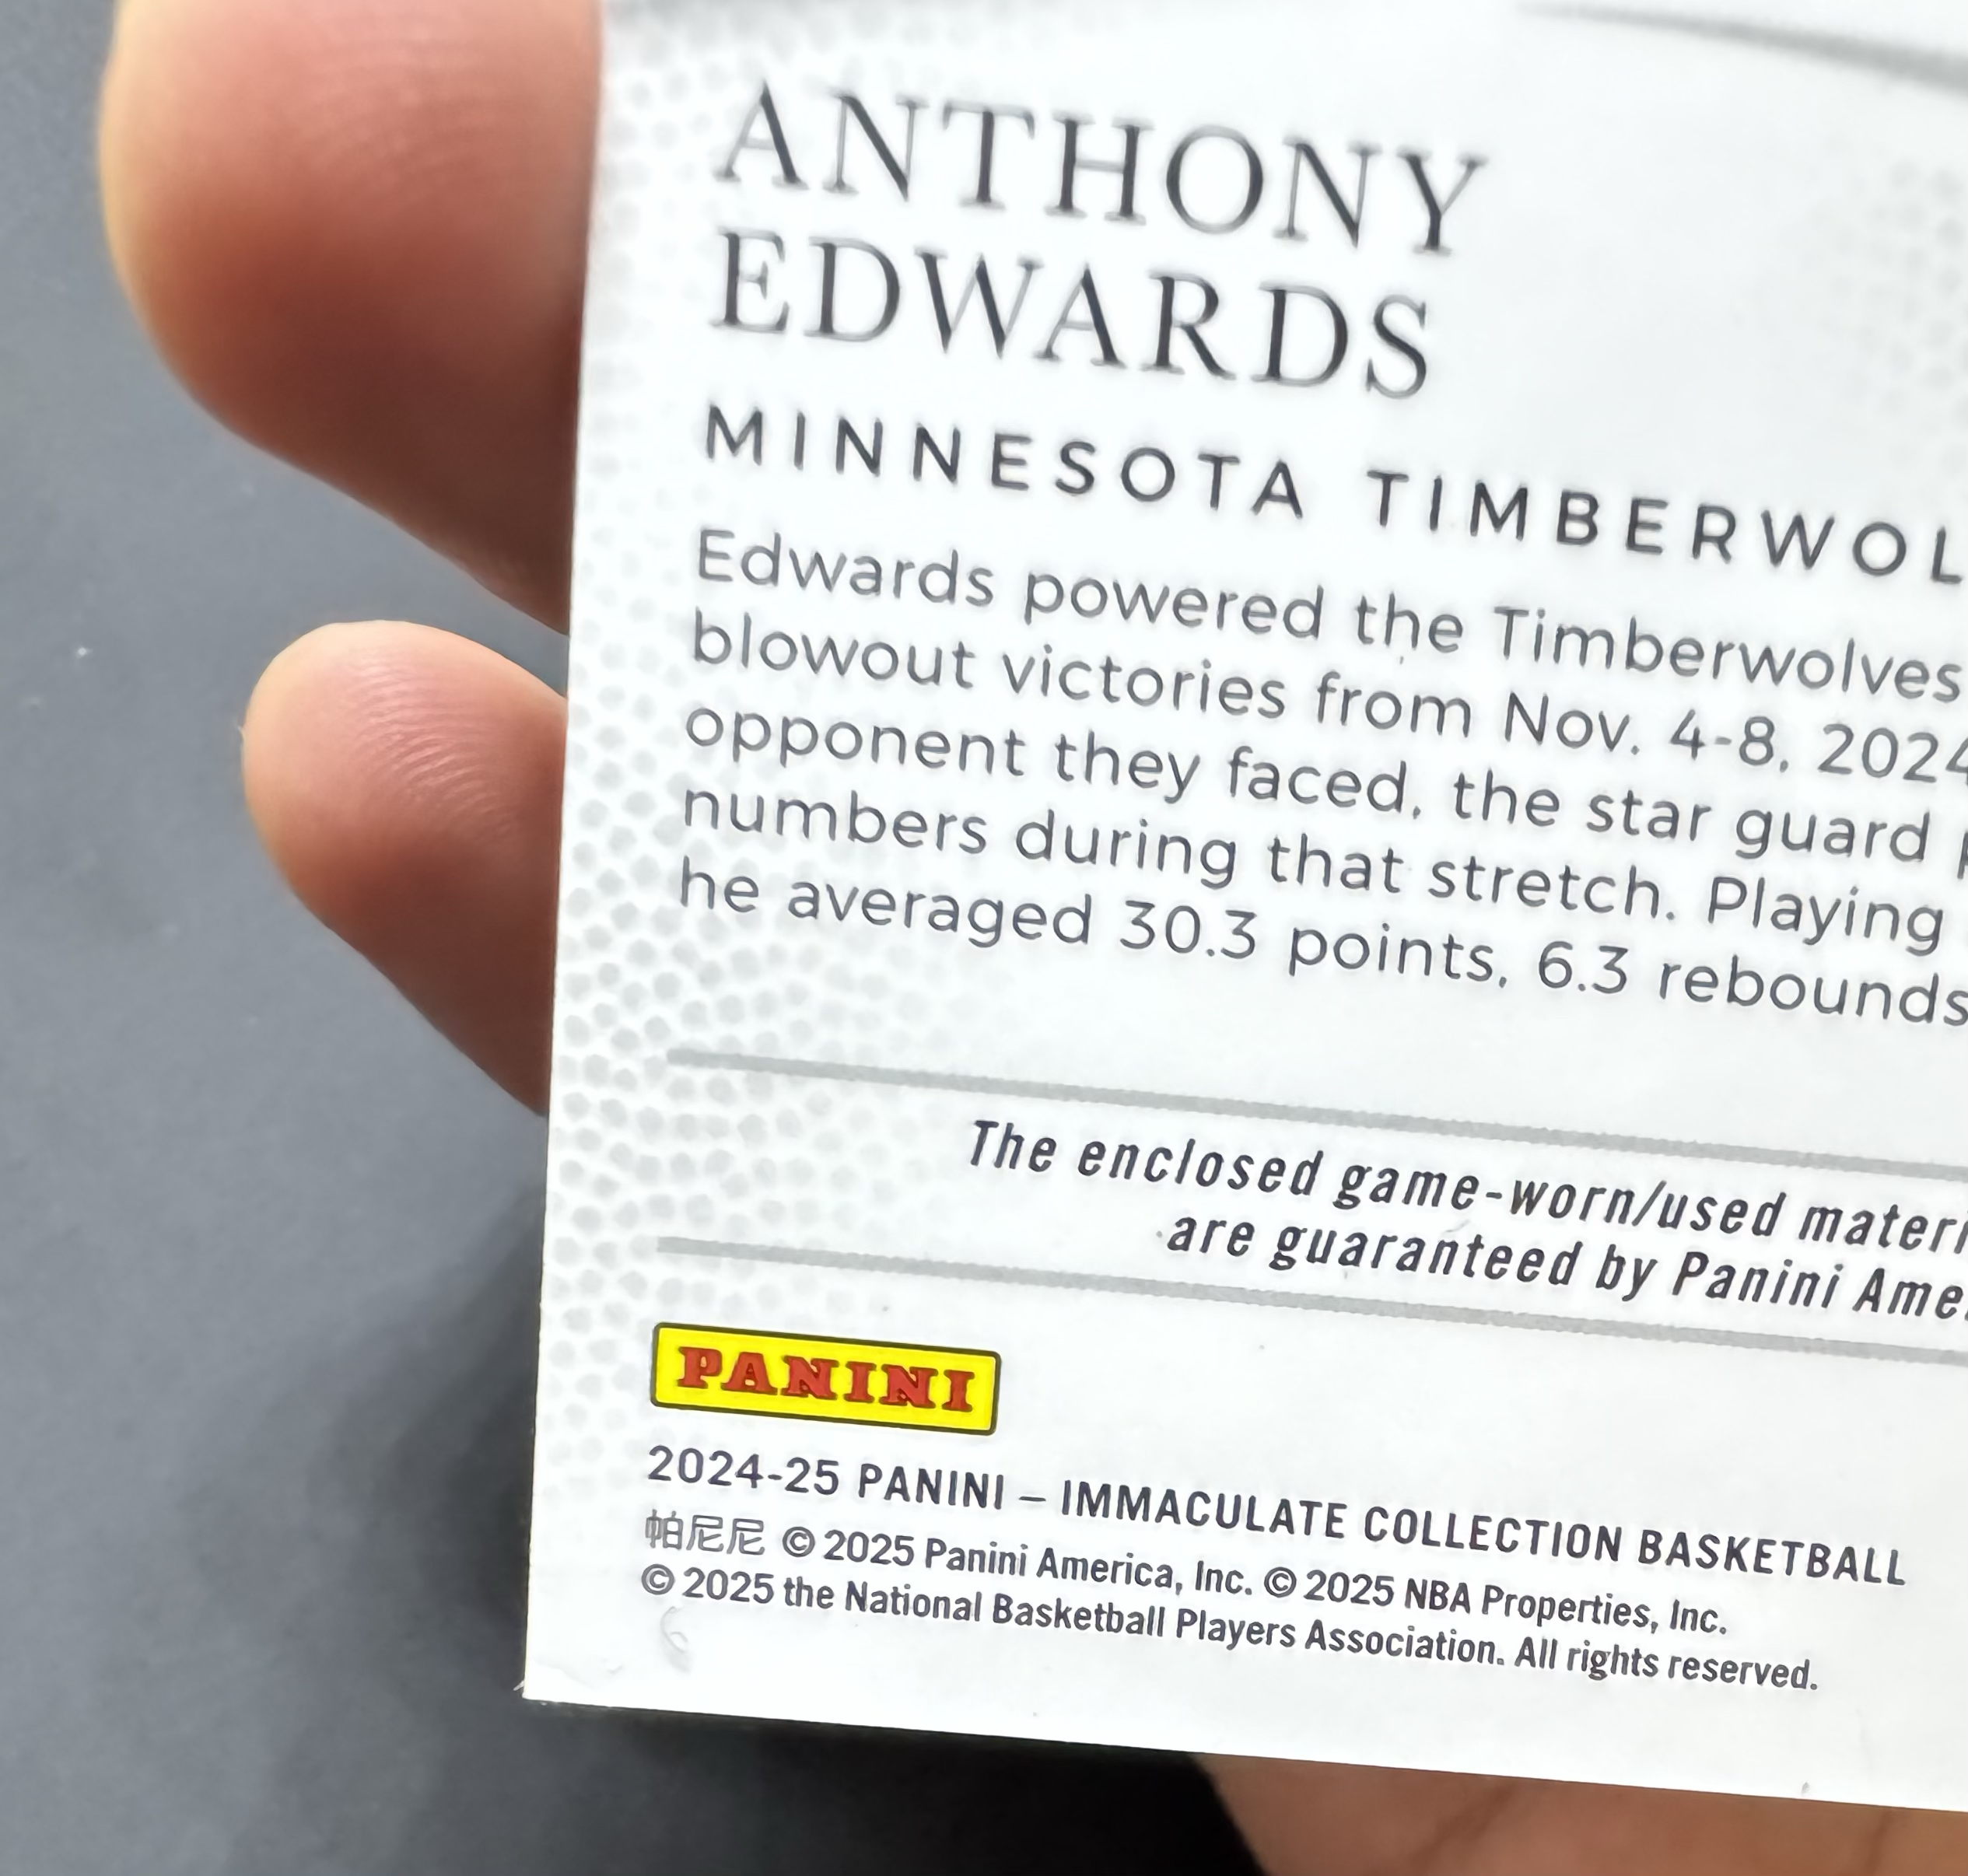 ANTHONY
EDWARDS
MINNESOTA TIMBERWOL
Edwards powered the Timberwolves
blowout victories from Nov. 4-8, 2024
opponent they faced, the star guard
numbers during that stretch. Playing
he averaged 30.3 points, 6.3 rebounds
The enclosed game-worn/used materi
are guaranteed by Panini Ame
PANINI
2024-25 PANINI – IMMACULATE COLLECTION BASKETBALL
帕尼尼 © 2025 Panini America, Inc. © 2025 NBA Properties, Inc.
© 2025 the National Basketball Players Association. All rights reserved.